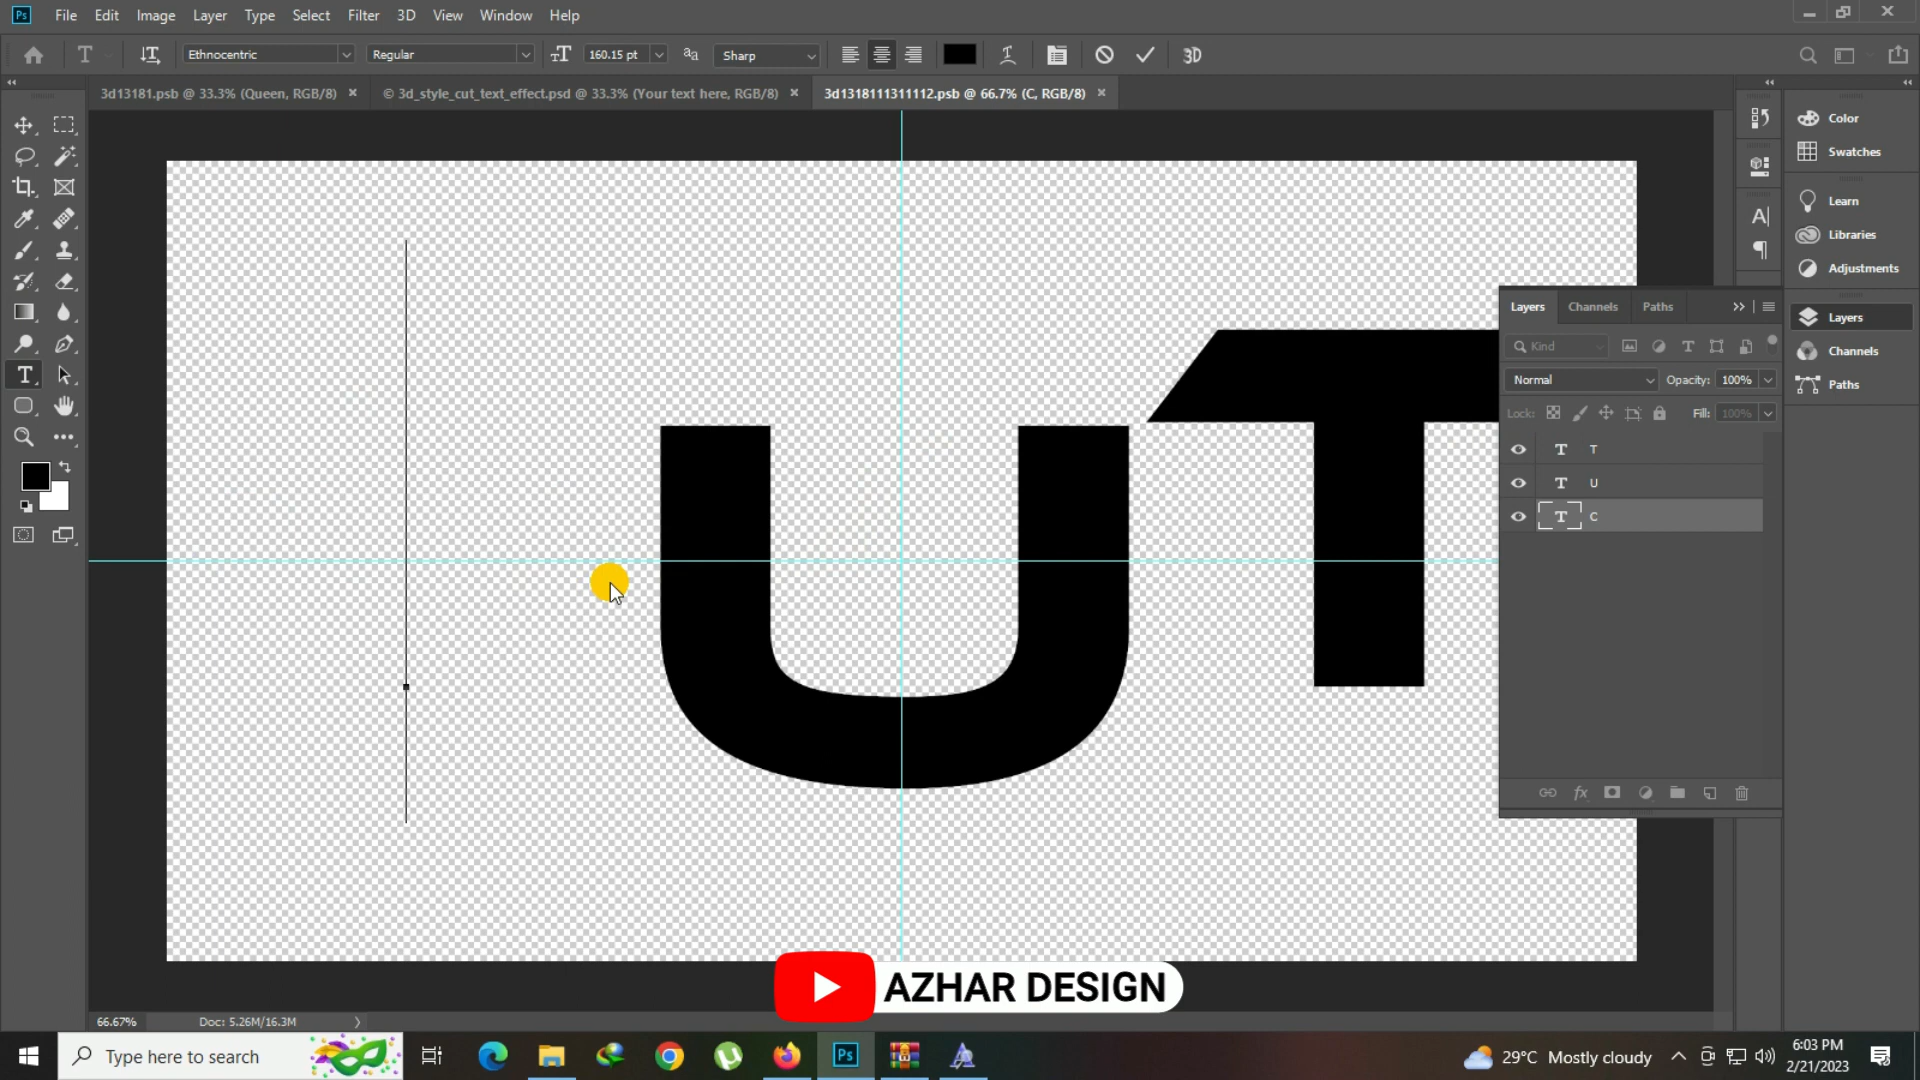 Ps File Edit Image Layer Type Select Filter 3D View Window Help
T Ethnocentric Regular 160.15 pt aa Sharp 3D
3d13181.psb @ 33.3% (Queen, RGB/8) × © 3d_style_cut_text_effect.psd @ 33.3% (Your text here, RGB/8) × 3d1318111311112.psb @ 66.7% (C, RGB/8) ×
Color
Swatches
Learn
Libraries
Adjustments
Layers
Channels
Paths
Layers Channels Paths
Kind
Normal Opacity: 100%
Lock: Fill: 100%
T T
T U
T C
fx
UT
AZHAR DESIGN
66.67% Doc: 5.26M/16.3M
Type here to search
Ps
29°C Mostly cloudy
6:03 PM
2/21/2023